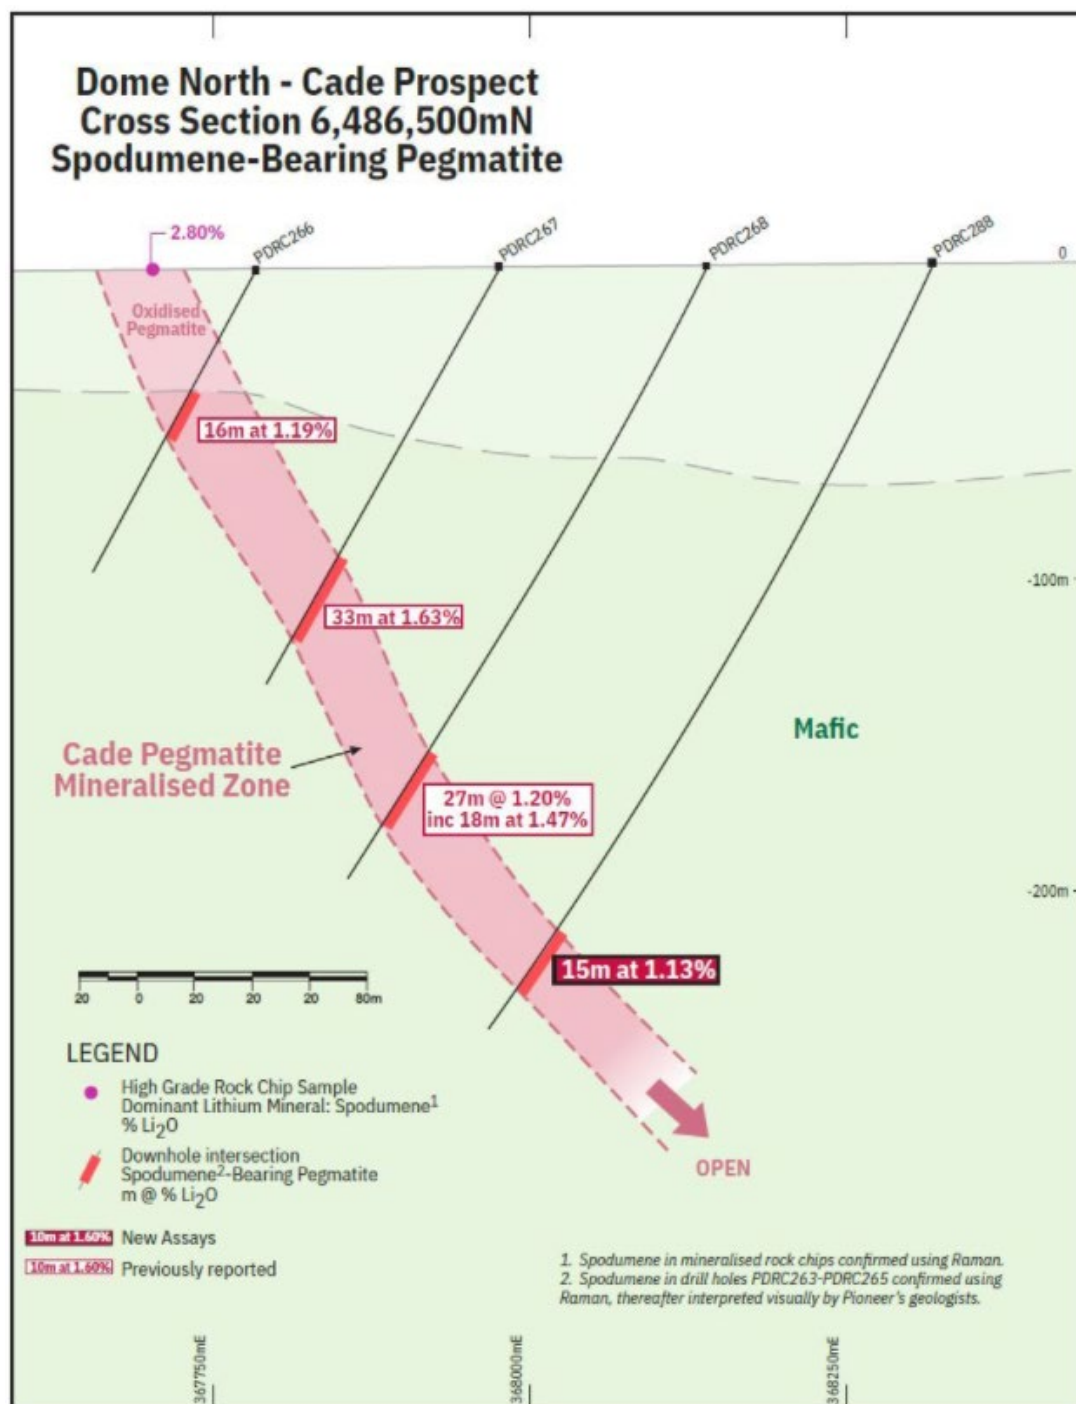 Dome North - Cade Prospect
Cross Section 6,486,500mN
Spodumene-Bearing Pegmatite
2.80%
PDRC266
PDRC267
PDRC268
PDRC288
0
Oxidised
Pegmatite
16m at 1.19%
-100m
33m at 1.63%
Mafic
Cade Pegmatite
Mineralised Zone
27m @ 1.20%
inc 18m at 1.47%
-200m
15m at 1.13%
20 0 20 20 20 80m
LEGEND
High Grade Rock Chip Sample
Dominant Lithium Mineral: Spodumene¹
% Li₂O
Downhole intersection
Spodumene²-Bearing Pegmatite
m @ % Li₂O
OPEN
10m at 1.60% New Assays
10m at 1.60% Previously reported
1. Spodumene in mineralised rock chips confirmed using Raman.
2. Spodumene in drill holes PDRC263-PDRC265 confirmed using
Raman, thereafter interpreted visually by Pioneer's geologists.
367750mE
368000mE
368250mE